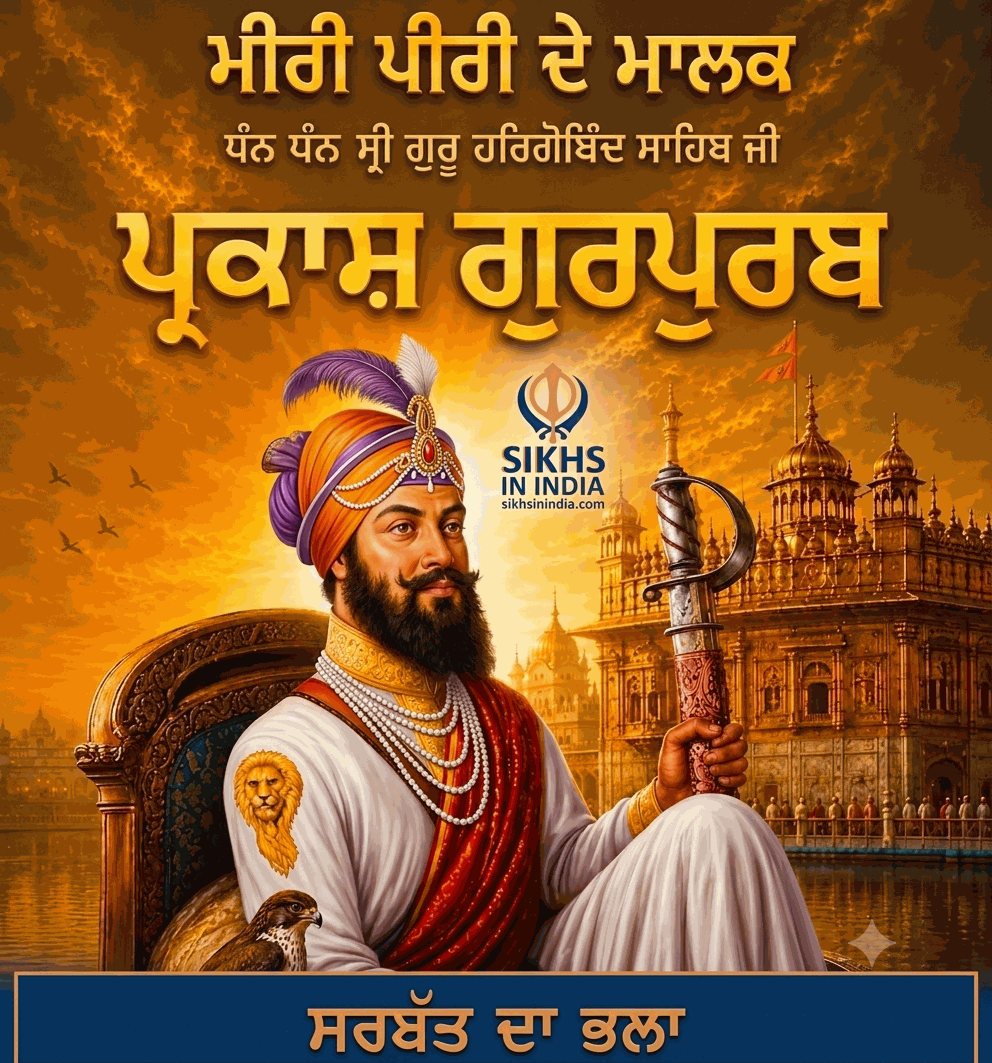 ਮੀਰੀ ਪੀਰੀ ਦੇ ਮਾਲਕ
ਧੰਨ ਧੰਨ ਸ੍ਰੀ ਗੁਰੂ ਹਰਿਗੋਬਿੰਦ ਸਾਹਿਬ ਜੀ
ਪ੍ਰਕਾਸ਼ ਗੁਰਪੁਰਬ
SIKHS
IN INDIA
sikhsinindia.com
ਸਰਬੱਤ ਦਾ ਭਲਾ